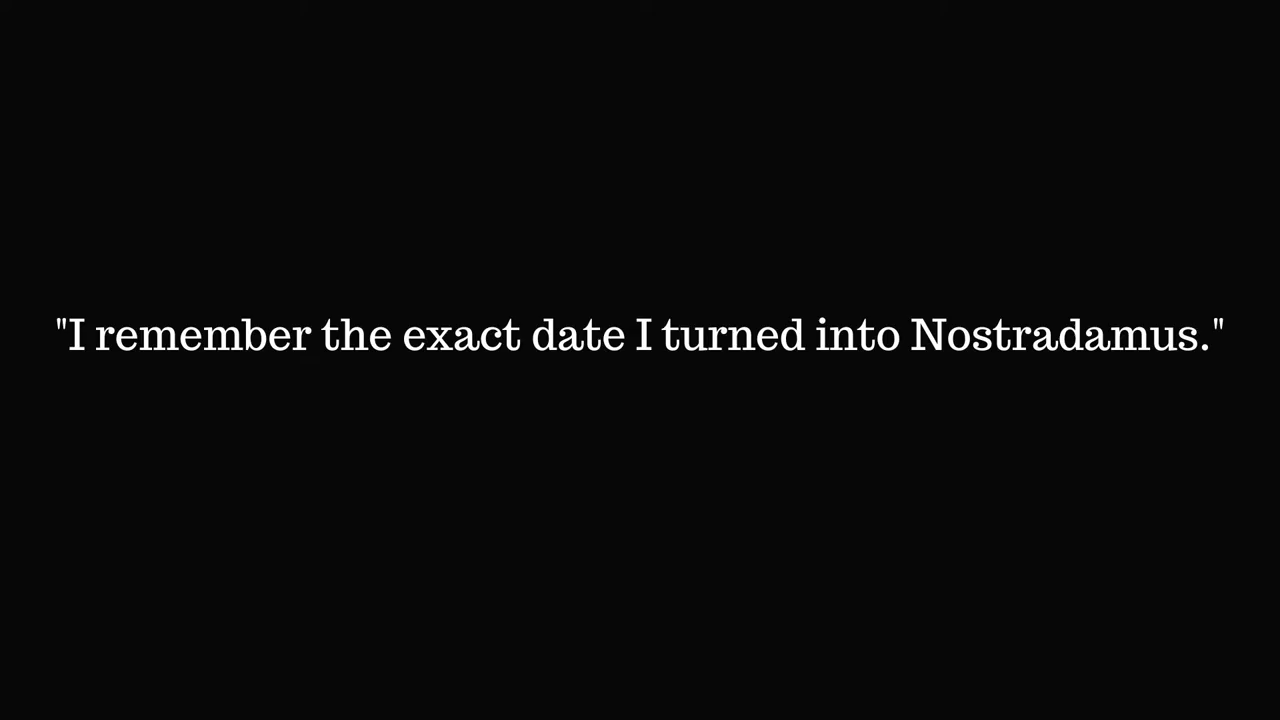 "I remember the exact date I turned into Nostradamus."